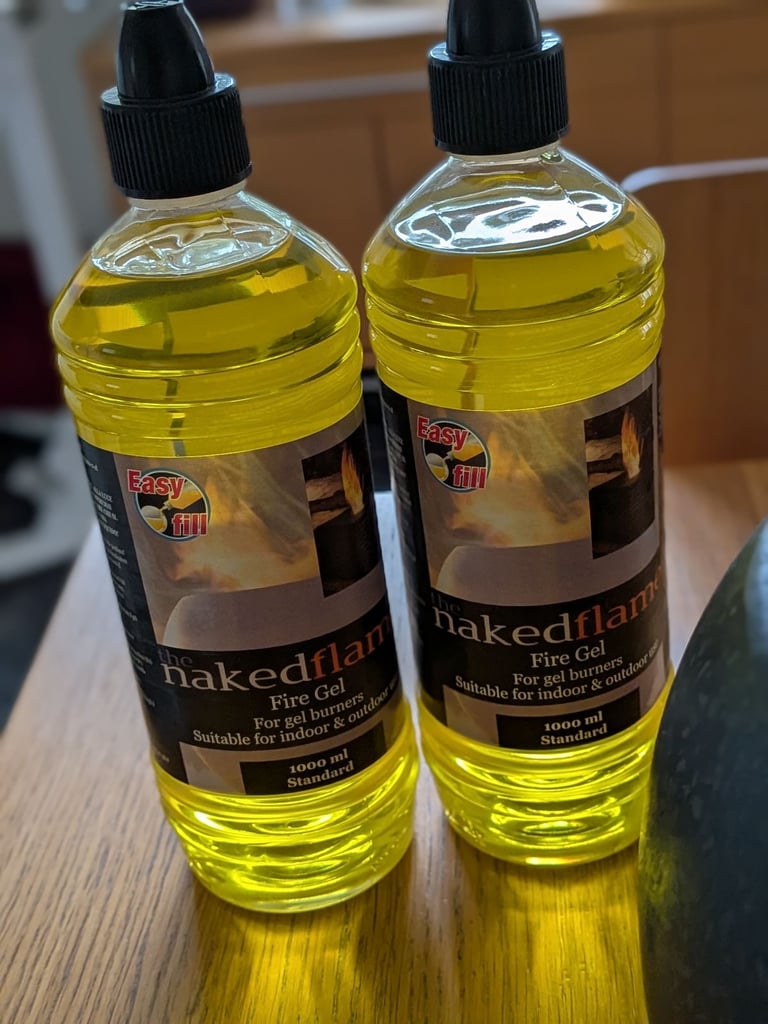 Easy
fill
the
nakedflam
Fire Gel
For gel burners
Suitable for indoor & outdoor
1000 ml
Standard
Easy
fill
the
nakedflame
Fire Gel
For gel burners
Suitable for indoor & outdoor use
1000 ml
Standard